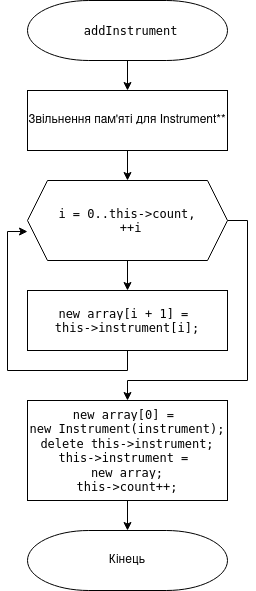 addInstrument
Звільнення пам'яті для Instrument**
i = 0..this->count,
++i
new array[i + 1] =
this->instrument[i];
new array[0] =
new Instrument(instrument);
delete this->instrument;
this->instrument =
new array;
this->count++;
Кінець